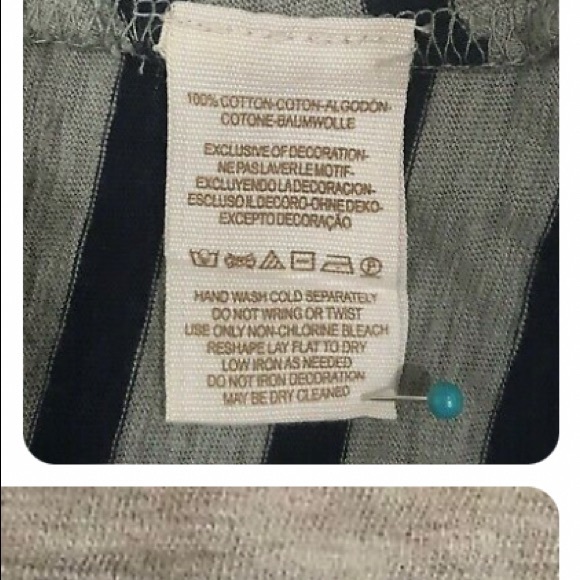 100% COTTON-COTON-ALGODÓN-
COTONE-BAUMWOLLE
EXCLUSIVE OF DECORATION-
NE PAS LAVER LE MOTIF-
EXCLUYENDO LA DECORACION-
ESCLUSO IL DECORO-OHNE DEKO-
EXCEPTO DECORAÇÃO
HAND WASH COLD SEPARATELY
DO NOT WRING OR TWIST
USE ONLY NON-CHLORINE BLEACH
RESHAPE LAY FLAT TO DRY
LOW IRON AS NEEDED
DO NOT IRON DECORATION
MAY BE DRY CLEANED